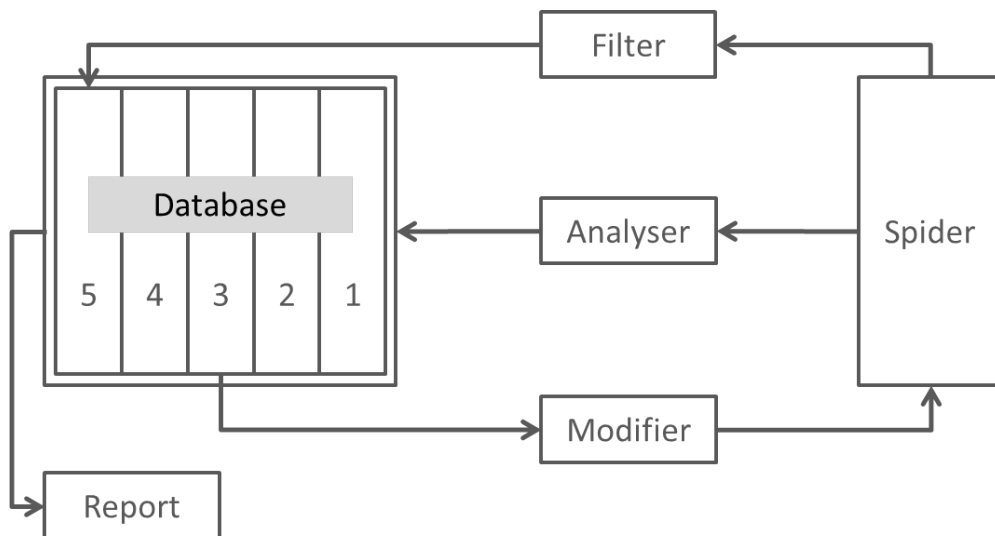 Filter
Database
Analyser
Spider
5 4 3 2 1
Modifier
Report